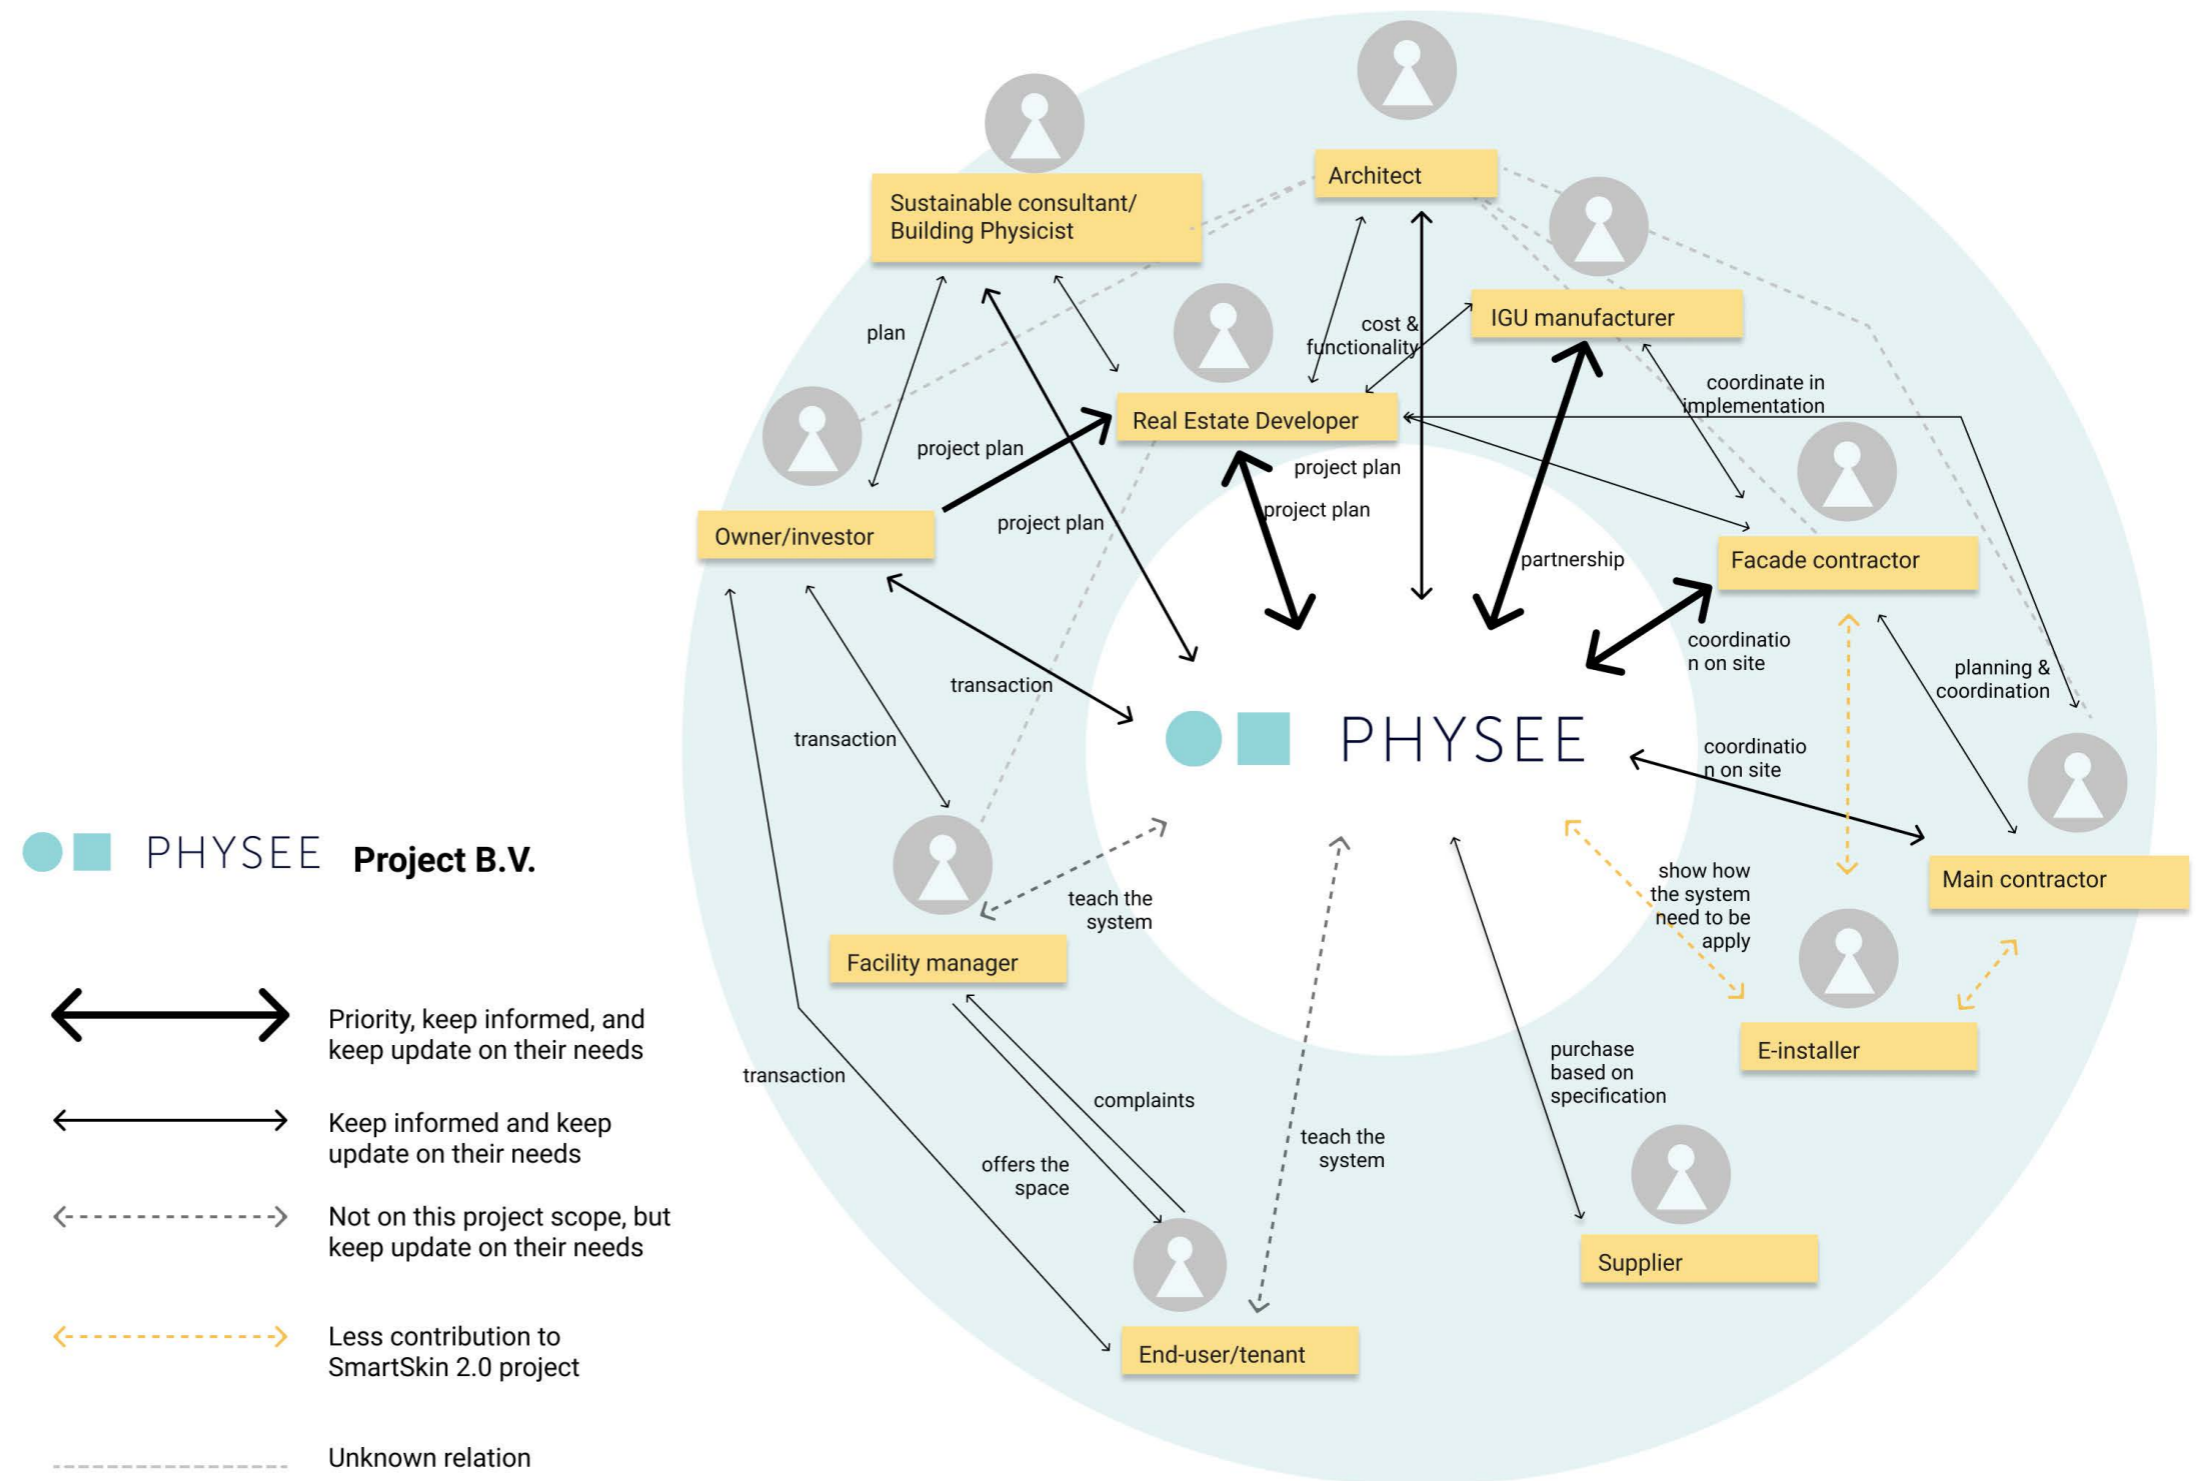 Architect
Sustainable consultant/
Building Physicist
IGU manufacturer
plan
cost &
functionality
coordinate in
implementation
Real Estate Developer
project plan
project plan
project plan
project plan
Owner/investor
partnership
Facade contractor
coordinatio
n on site
planning &
coordination
transaction
transaction
PHYSEE
coordinatio
n on site
Main contractor
show how
the system
need to be
apply
teach the
system
Facility manager
E-installer
transaction
complaints
offers the
space
teach the
system
purchase
based on
specification
Supplier
End-user/tenant
PHYSEE Project B.V.
Priority, keep informed, and
keep update on their needs
Keep informed and keep
update on their needs
Not on this project scope, but
keep update on their needs
Less contribution to
SmartSkin 2.0 project
Unknown relation